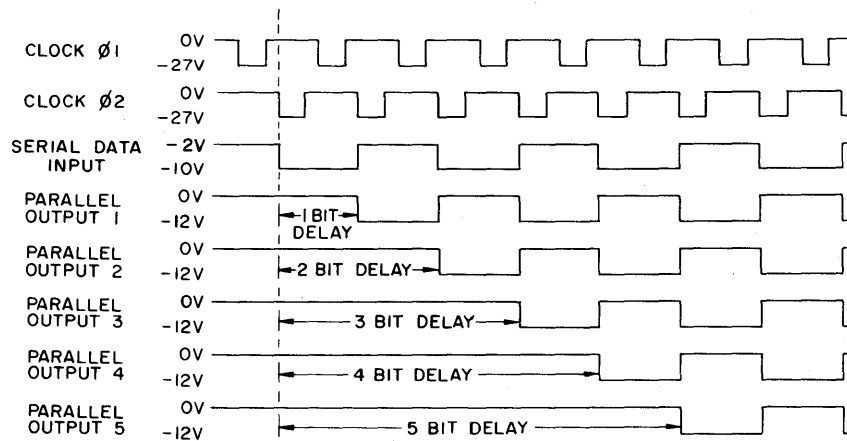 CLOCK Ø1
0V
-27V
CLOCK Ø2
0V
-27V
SERIAL DATA
INPUT
-2V
-10V
PARALLEL
OUTPUT 1
0V
-12V
1 BIT
DELAY
PARALLEL
OUTPUT 2
0V
-12V
2 BIT DELAY
PARALLEL
OUTPUT 3
0V
-12V
3 BIT DELAY
PARALLEL
OUTPUT 4
0V
-12V
4 BIT DELAY
PARALLEL
OUTPUT 5
0V
-12V
5 BIT DELAY